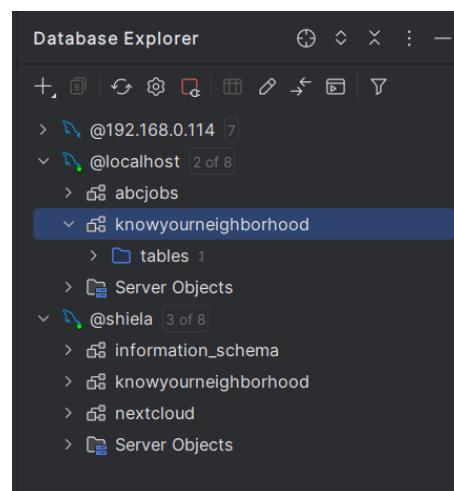 Database Explorer
@192.168.0.114 7
@localhost 2 of 8
abcjobs
knowyourneighborhood
tables 1
Server Objects
@shiela 3 of 8
information_schema
knowyourneighborhood
nextcloud
Server Objects